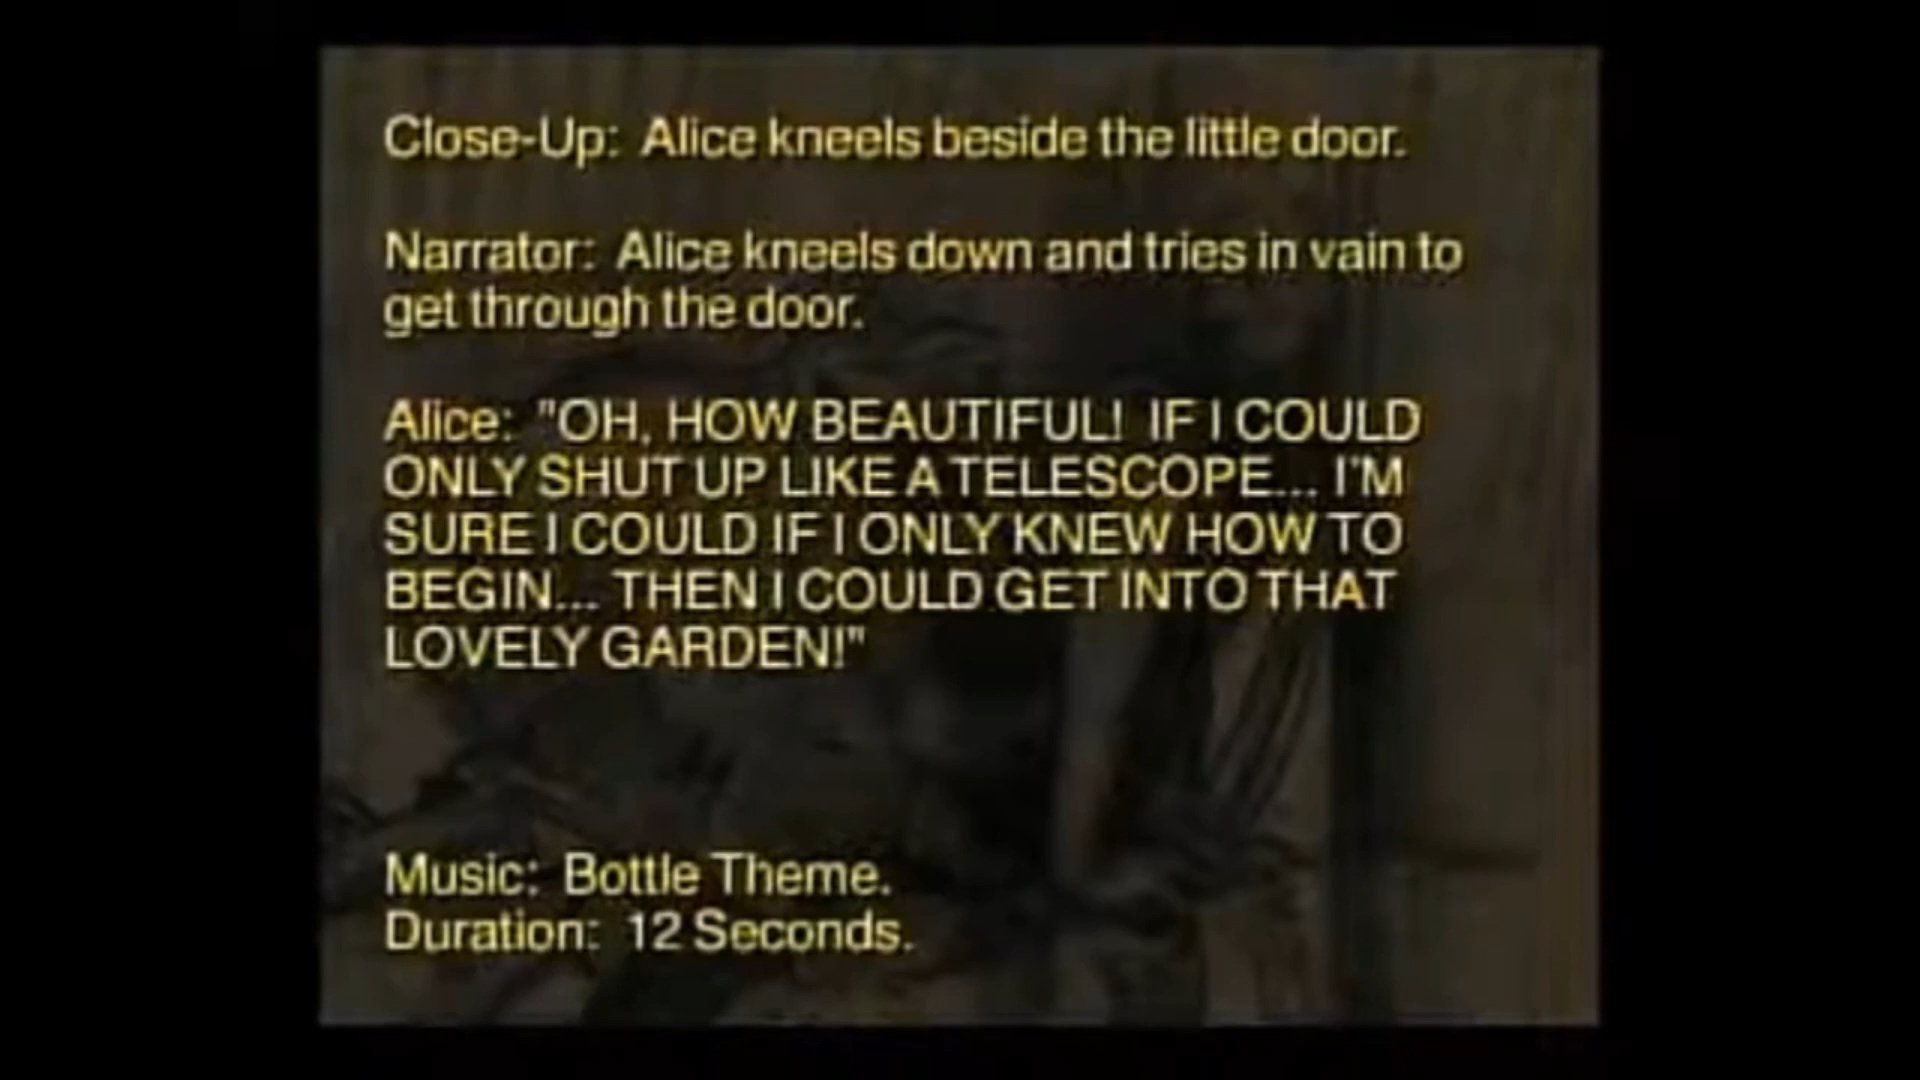 Close-Up: Alice kneels beside the little door.
Narrator: Alice kneels down and tries in vain to
get through the door.
Alice: "OH, HOW BEAUTIFUL! IF I COULD
ONLY SHUT UP LIKE A TELESCOPE... I'M
SURE I COULD IF I ONLY KNEW HOW TO
BEGIN... THEN I COULD GET INTO THAT
LOVELY GARDEN!"
Music: Bottle Theme.
Duration: 12 Seconds.